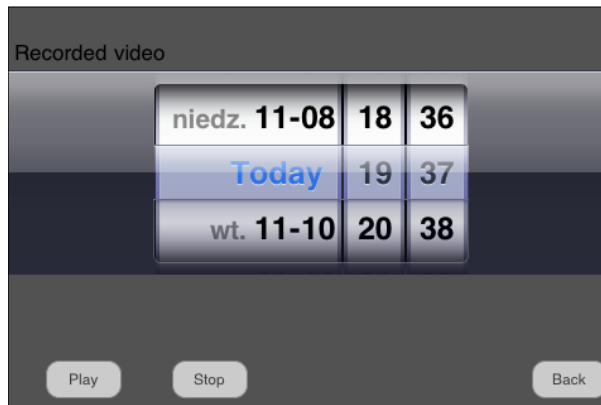 Recorded video
niedz. 11-08 18 36
Today 19 37
wt. 11-10 20 38
Play Stop Back